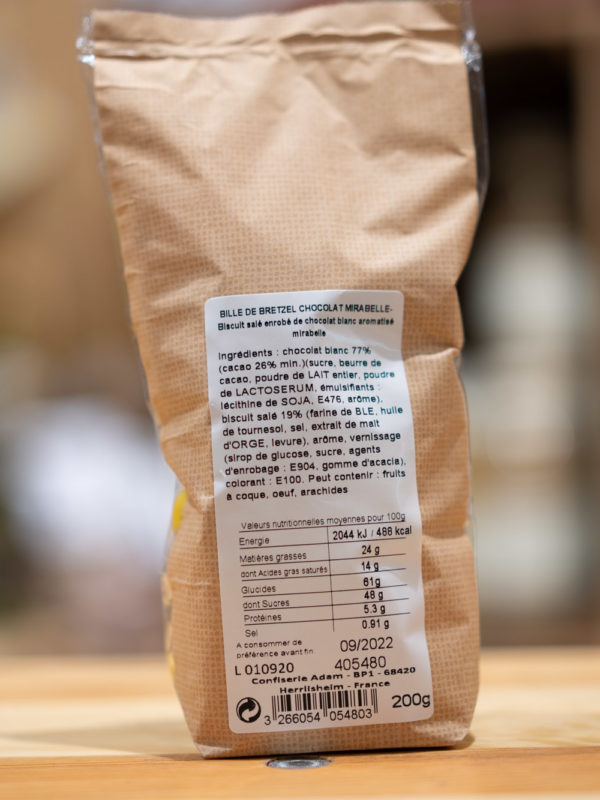 BILLE DE BRETZEL CHOCOLAT MIRABELLE-
Biscuit salé enrobé de chocolat blanc aromatisé
mirabelle
Ingrédients : chocolat blanc 77%
(cacao 26% min.)(sucre, beurre de
cacao, poudre de LAIT entier, poudre
de LACTOSERUM, émulsifiants :
lécithine de SOJA, E476, arôme),
biscuit salé 19% (farine de BLE, huile
de tournesol, sel, extrait de malt
d'ORGE, levure), arôme, vernissage
(sirop de glucose, sucre, agents
d'enrobage : E904, gomme d'acacia),
colorant : E100. Peut contenir : fruits
à coque, oeuf, arachides
Valeurs nutritionnelles moyennes pour 100g
Energie 2044 kJ / 488 kcal
Matières grasses 24 g
dont Acides gras saturés 14 g
Glucides 61g
dont Sucres 48 g
Protéines 5.3 g
Sel 0.91 g
A consommer de
préférence avant fin 09/2022
L 010920 405480
Confiserie Adam - BP1 - 68420
Herrlisheim - France
3 266054 054803 200g